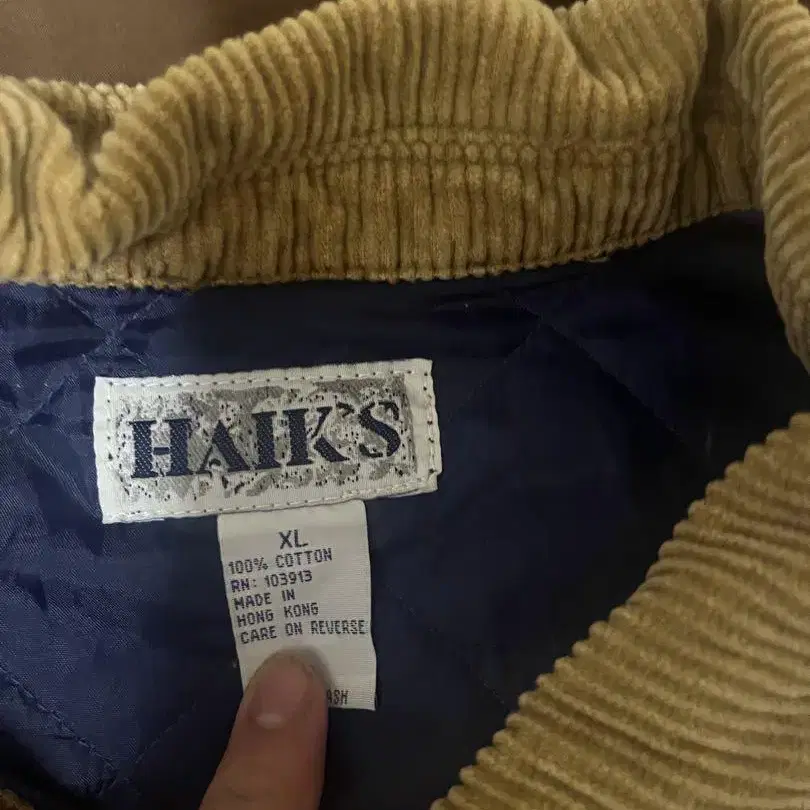 HAIK'S
XL
100% COTTON
RN: 103913
MADE IN
HONG KONG
CARE ON REVERSE